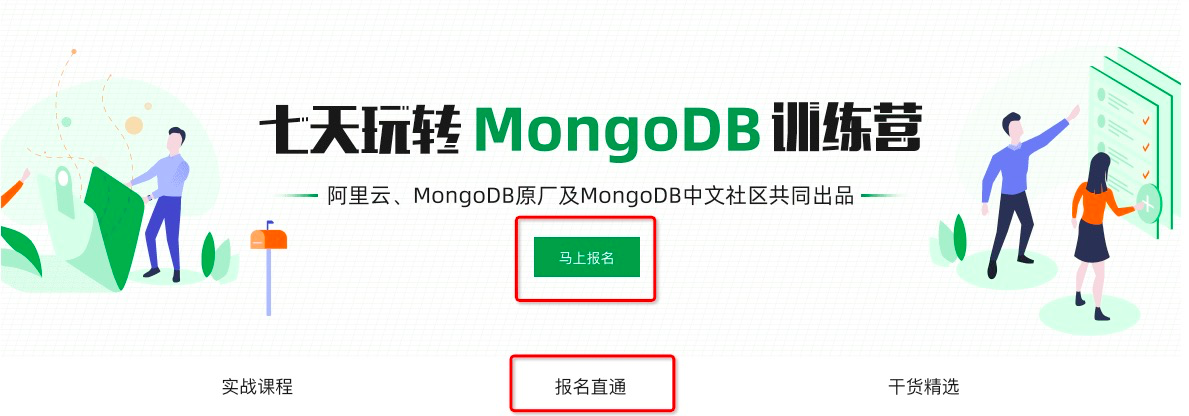 七天玩转 MongoDB 训练营
阿里云、MongoDB原厂及MongoDB中文社区共同出品
马上报名
实战课程 报名直通 干货精选